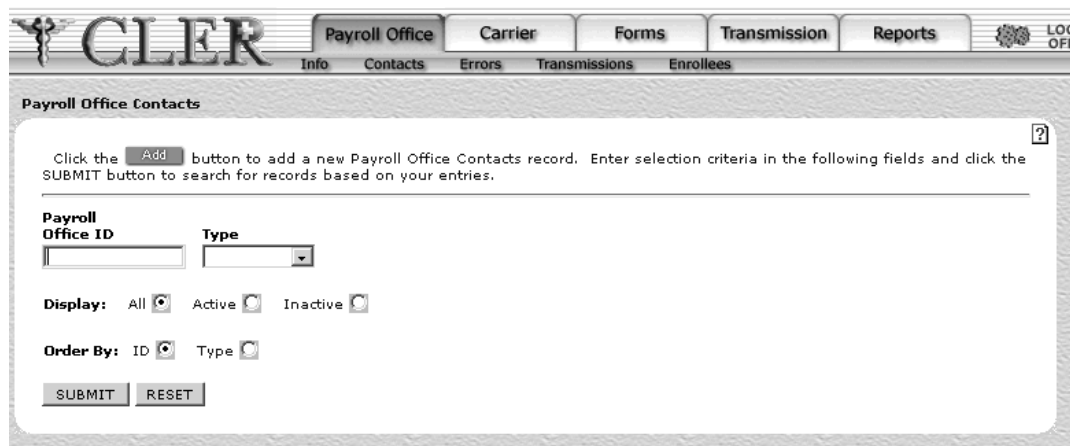 CLER
Payroll Office Carrier Forms Transmission Reports
Info Contacts Errors Transmissions Enrollees
Payroll Office Contacts
?
Click the Add button to add a new Payroll Office Contacts record. Enter selection criteria in the following fields and click the
SUBMIT button to search for records based on your entries.
Payroll
Office ID Type
Display: All Active Inactive
Order By: ID Type
SUBMIT RESET